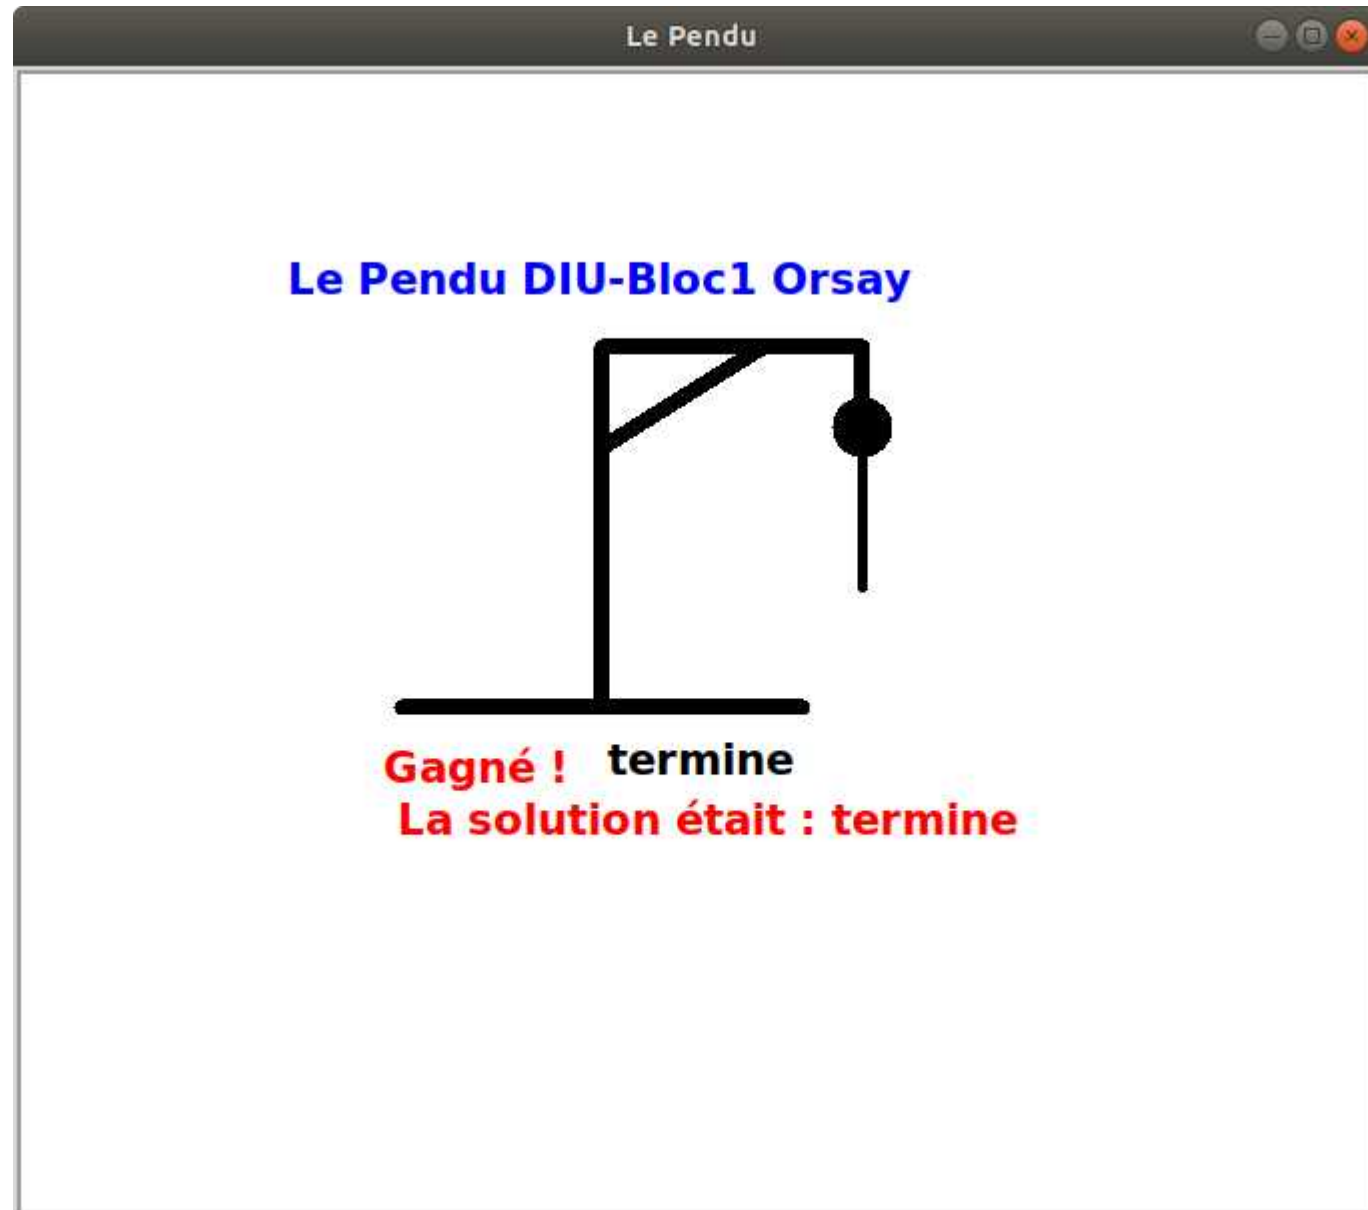 Le Pendu
Le Pendu DIU-Bloc1 Orsay
Gagné ! termine
La solution était : termine